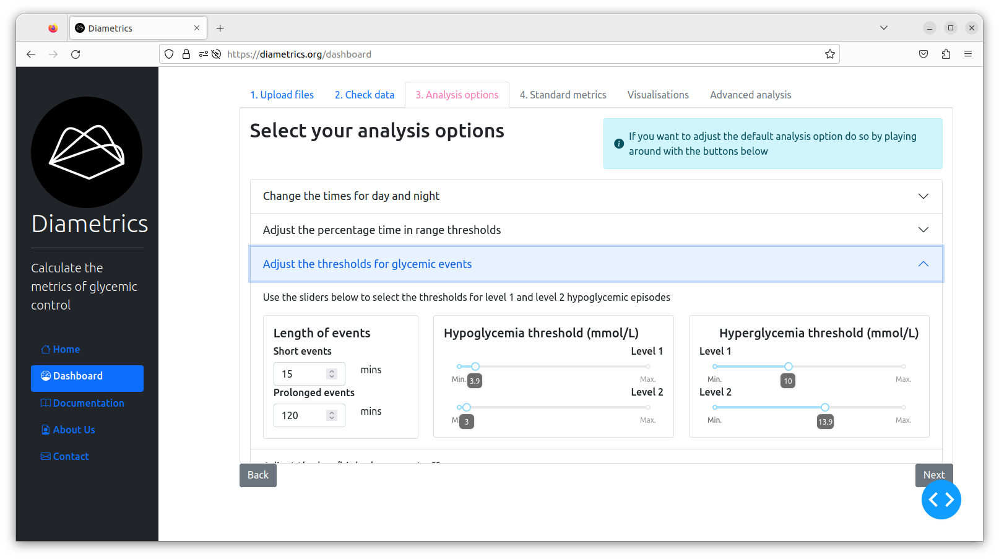 Diametrics
https://diametrics.org/dashboard
Diametrics
Calculate the
metrics of glycemic
control
Home
Dashboard
Documentation
About Us
Contact
1. Upload files
2. Check data
3. Analysis options
4. Standard metrics
Visualisations
Advanced analysis
Select your analysis options
If you want to adjust the default analysis option do so by playing
around with the buttons below
Change the times for day and night
Adjust the percentage time in range thresholds
Adjust the thresholds for glycemic events
Use the sliders below to select the thresholds for level 1 and level 2 hypoglycemic episodes
Length of events
Short events
15 mins
Prolonged events
120 mins
Hypoglycemia threshold (mmol/L)
Level 1
Min. 3.9 Max.
Level 2
3 Max.
Hyperglycemia threshold (mmol/L)
Level 1
Min. 10 Max.
Level 2
Min. 13.9 Max.
Back
Next